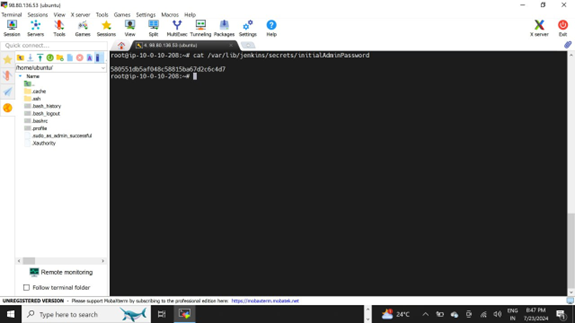 98.80.136.53 (ubuntu)
Terminal Sessions View X server Tools Games Settings Macros Help
Session Servers Tools Games Sessions View Split MultiExec Tunneling Packages Settings Help X server Exit
Quick connect...
4. 98.80.136.53 (ubuntu)
/home/ubuntu/
Name
..
.cache
.ssh
.bash_history
.bash_logout
.bashrc
.profile
.sudo_as_admin_successful
.Xauthority
root@ip-10-0-10-208:~# cat /var/lib/jenkins/secrets/initialAdminPassword
580551db5af048c58815ba67d2c6c4d7
root@ip-10-0-10-208:~#
Remote monitoring
Follow terminal folder
UNREGISTERED VERSION - Please support MobaXterm by subscribing to the professional edition here: https://mobaxterm.mobatek.net
Type here to search
24°C
ENG
IN
8:47 PM
7/23/2024